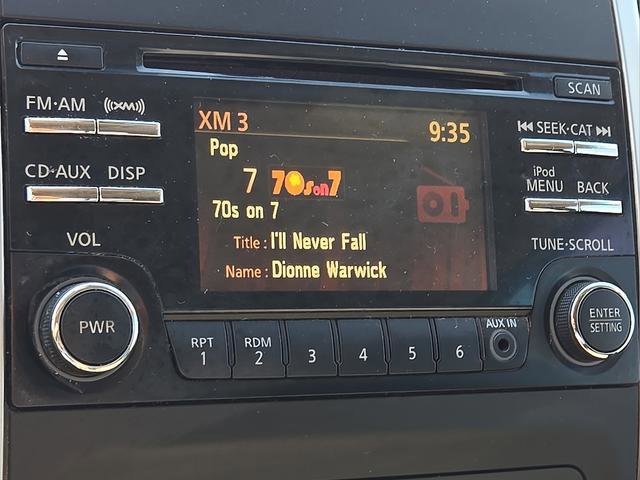 SCAN
FM·AM ((XM))
XM 3 9:35
SEEK·CAT
Pop
CD·AUX DISP
7 70s on 7
iPod
MENU BACK
70s on 7
VOL
Title : I'll Never Fall
TUNE·SCROLL
Name : Dionne Warwick
PWR
ENTER
SETTING
RPT RDM AUX IN
1 2 3 4 5 6